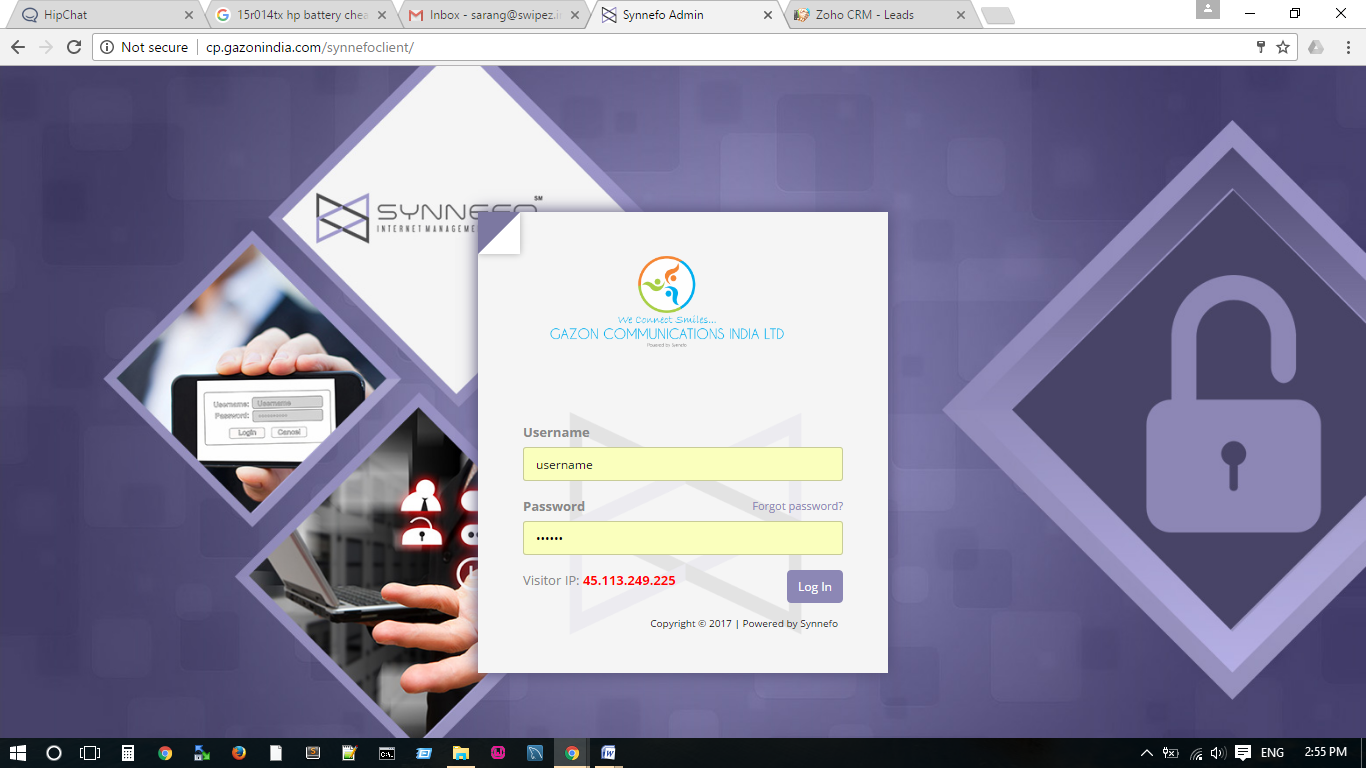 HipChat
15r014tx hp battery chea
Inbox - sarang@swipez.i
Synnefo Admin
Zoho CRM - Leads
Not secure
cp.gazonindia.com/synnefoclient/
SYNNEFO SM
INTERNET MANAGEMEN
Username:
Username
Password:
Login
Cancel
We Connect Smiles...
GAZON COMMUNICATIONS INDIA LTD
Powered by Synnefo
Username
username
Password
Forgot password?
••••••
Visitor IP: 45.113.249.225
Log In
Copyright © 2017 | Powered by Synnefo
ENG
2:55 PM